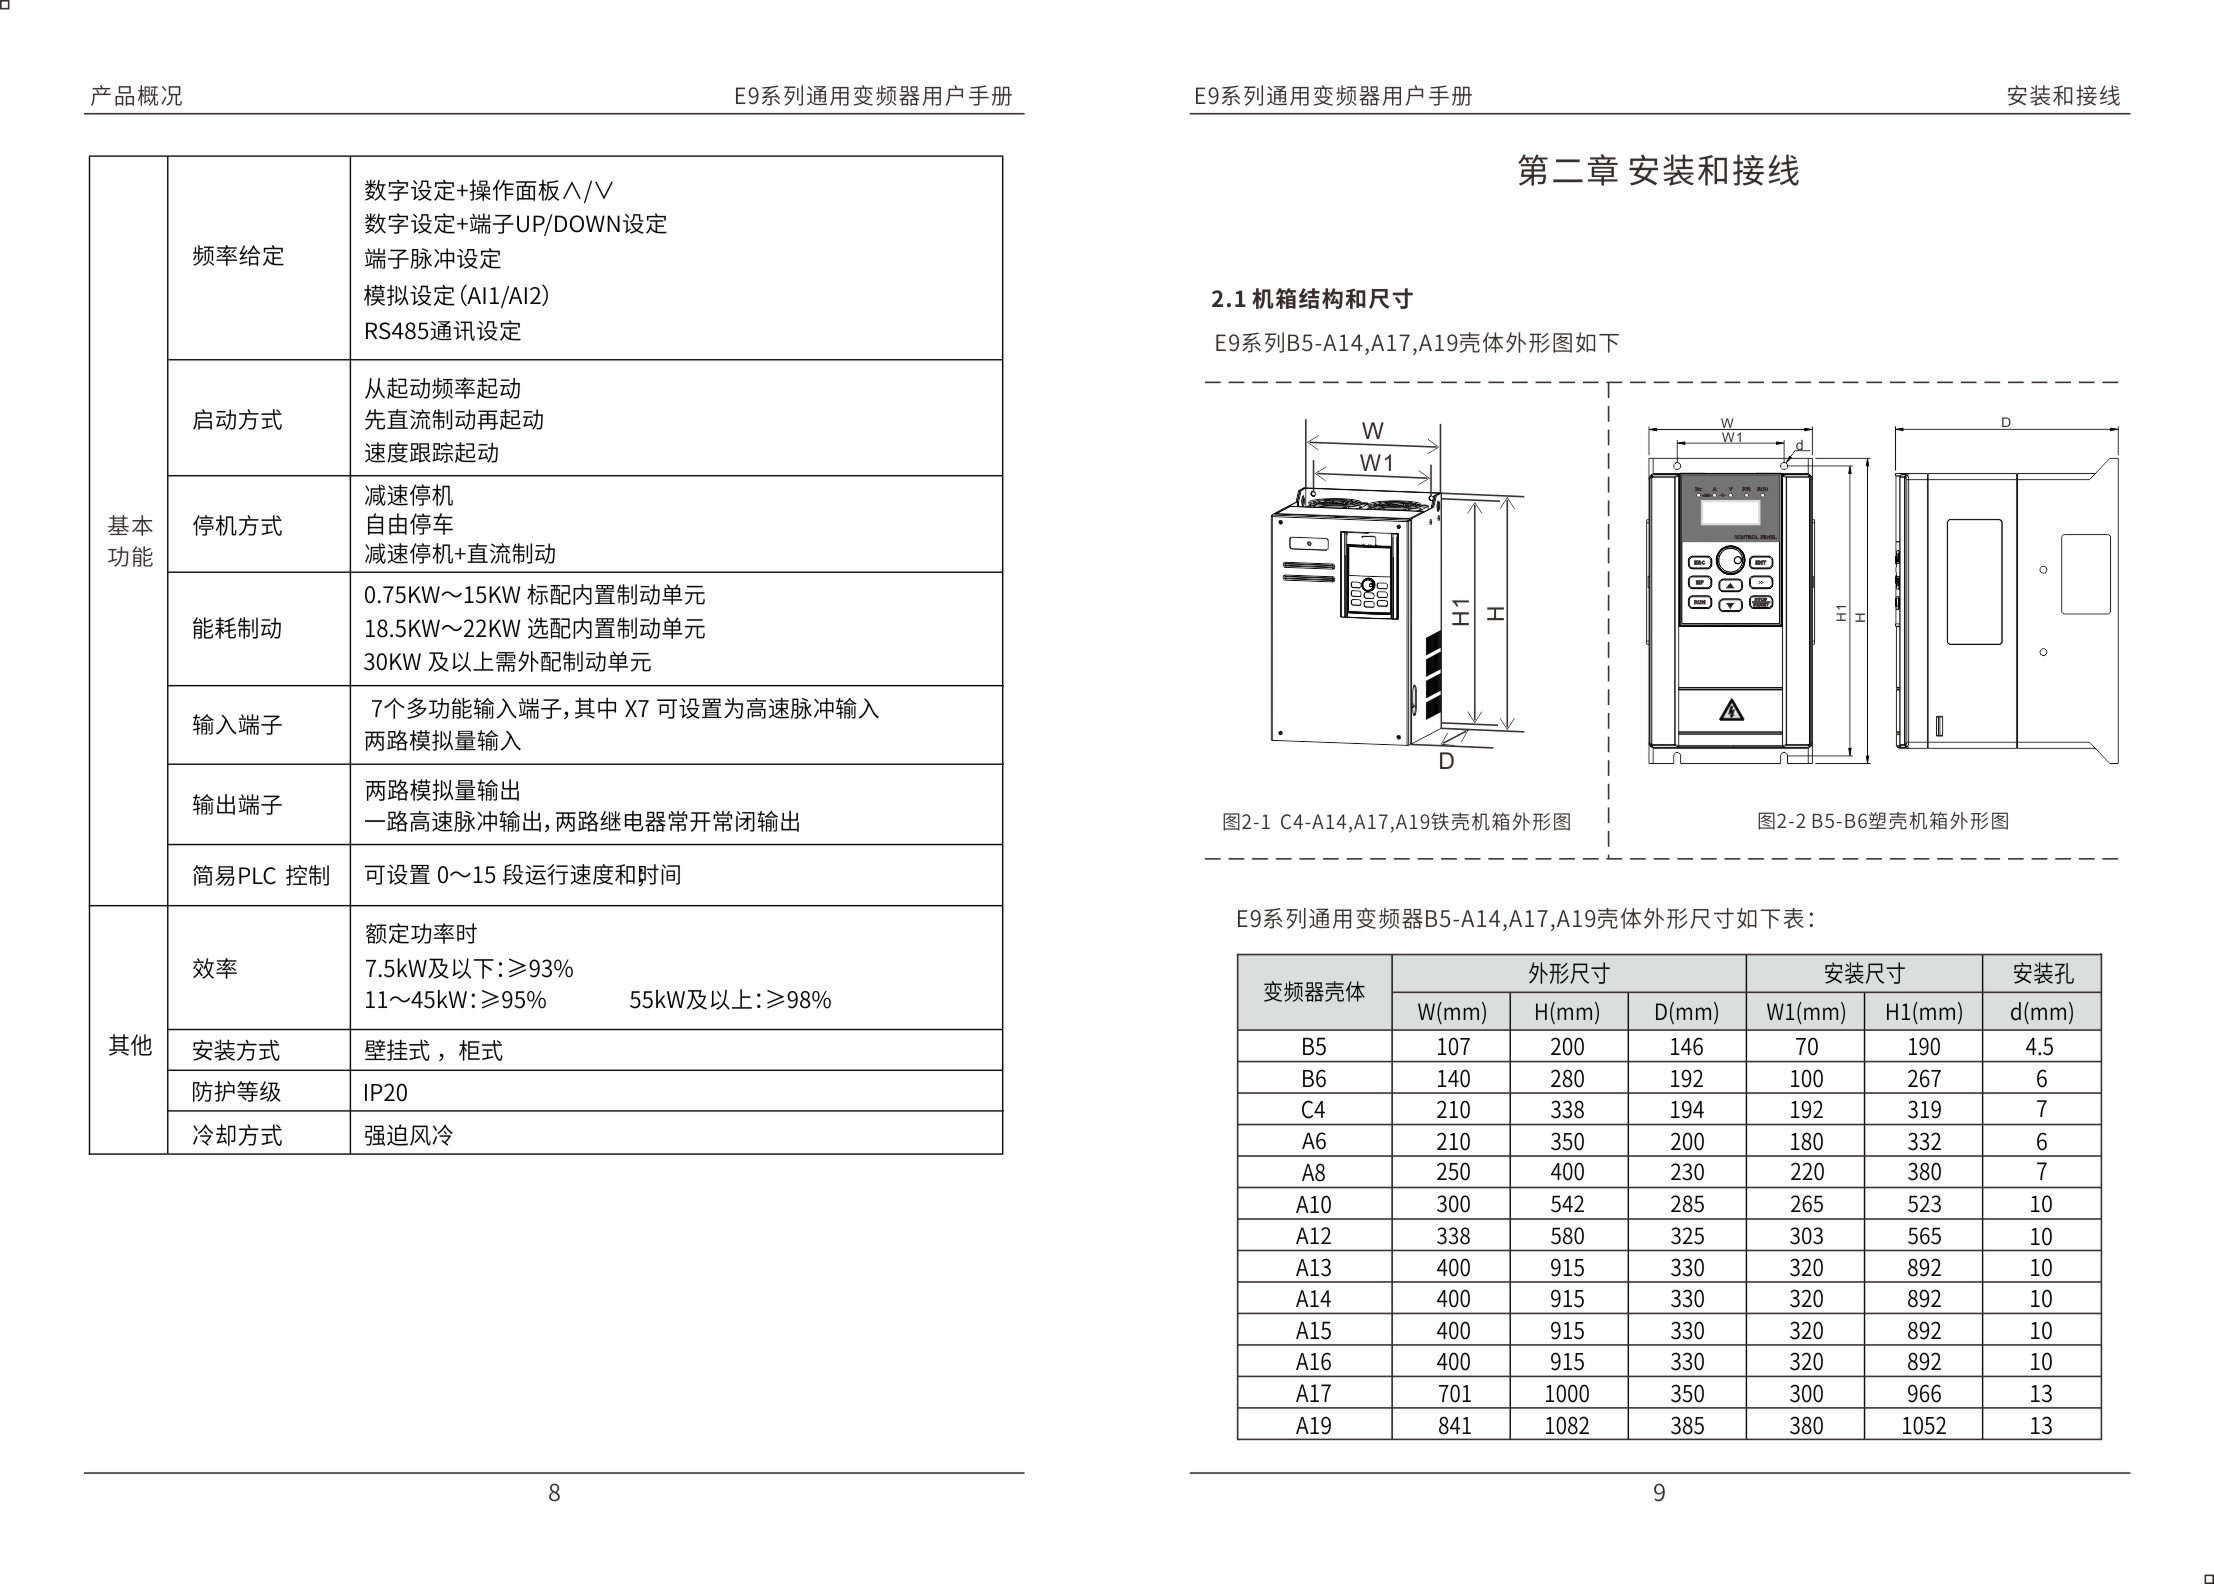 产品概况 E9系列通用变频器用户手册
基本
功能
频率给定
数字设定+操作面板∧/∨
数字设定+端子UP/DOWN设定
端子脉冲设定
模拟设定(AI1/AI2)
RS485通讯设定
启动方式
从起动频率起动
先直流制动再起动
速度跟踪起动
停机方式
减速停机
自由停车
减速停机+直流制动
能耗制动
0.75KW～15KW 标配内置制动单元
18.5KW～22KW 选配内置制动单元
30KW 及以上需外配制动单元
输入端子
7个多功能输入端子,其中 X7 可设置为高速脉冲输入
两路模拟量输入
输出端子
两路模拟量输出
一路高速脉冲输出,两路继电器常开常闭输出
简易PLC 控制
可设置 0～15 段运行速度和时间
其他
效率
额定功率时
7.5kW及以下:≥93%
11～45kW:≥95% 55kW及以上:≥98%
安装方式 壁挂式 ，柜式
防护等级 IP20
冷却方式 强迫风冷
8
E9系列通用变频器用户手册 安装和接线
第二章 安装和接线
2.1 机箱结构和尺寸
E9系列B5-A14,A17,A19壳体外形图如下
W
W1
H1
H
D
W
W1
d
CONTROL PANEL
ESC
ENT
MF
>>
RUN
STOP
RESET
H1
H
D
图2-1 C4-A14,A17,A19铁壳机箱外形图
图2-2 B5-B6塑壳机箱外形图
E9系列通用变频器B5-A14,A17,A19壳体外形尺寸如下表:
变频器壳体 外形尺寸 安装尺寸 安装孔
W(mm) H(mm) D(mm) W1(mm) H1(mm) d(mm)
B5 107 200 146 70 190 4.5
B6 140 280 192 100 267 6
C4 210 338 194 192 319 7
A6 210 350 200 180 332 6
A8 250 400 230 220 380 7
A10 300 542 285 265 523 10
A12 338 580 325 303 565 10
A13 400 915 330 320 892 10
A14 400 915 330 320 892 10
A15 400 915 330 320 892 10
A16 400 915 330 320 892 10
A17 701 1000 350 300 966 13
A19 841 1082 385 380 1052 13
9